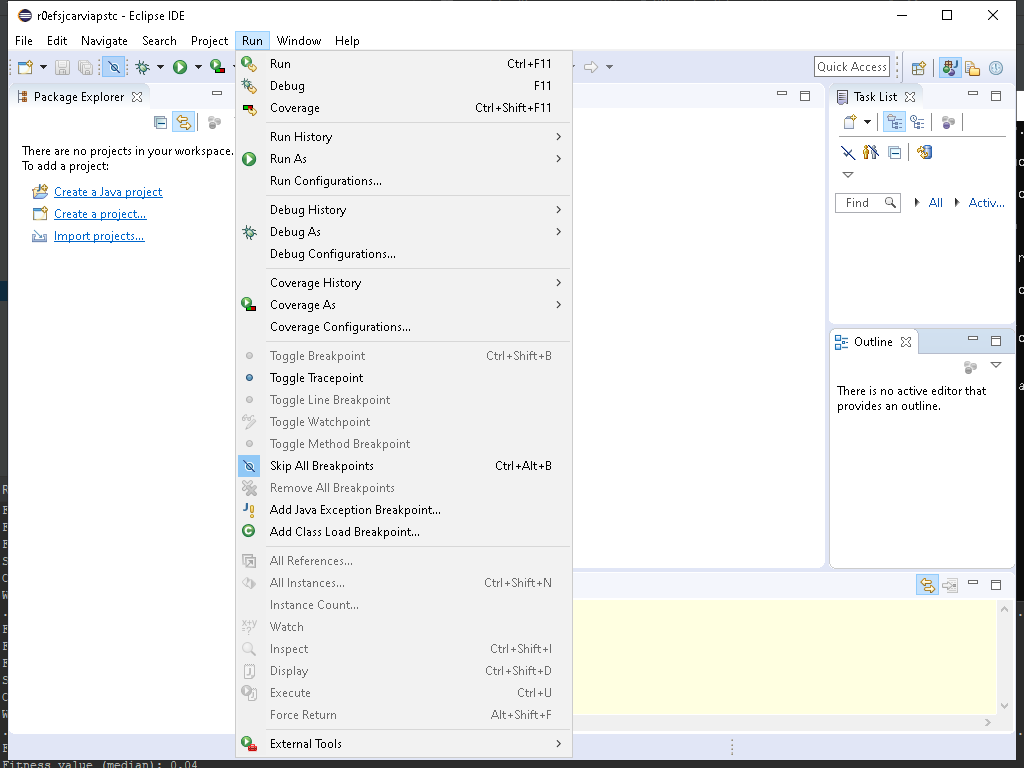 r0efsjcarviapstc - Eclipse IDE
File Edit Navigate Search Project Run Window Help
Quick Access
Package Explorer
There are no projects in your workspace.
To add a project:
Create a Java project
Create a project...
Import projects...
Run Ctrl+F11
Debug F11
Coverage Ctrl+Shift+F11
Run History
Run As
Run Configurations...
Debug History
Debug As
Debug Configurations...
Coverage History
Coverage As
Coverage Configurations...
Toggle Breakpoint Ctrl+Shift+B
Toggle Tracepoint
Toggle Line Breakpoint
Toggle Watchpoint
Toggle Method Breakpoint
Skip All Breakpoints Ctrl+Alt+B
Remove All Breakpoints
Add Java Exception Breakpoint...
Add Class Load Breakpoint...
All References...
All Instances... Ctrl+Shift+N
Instance Count...
Watch
Inspect Ctrl+Shift+I
Display Ctrl+Shift+D
Execute Ctrl+U
Force Return Alt+Shift+F
External Tools
Task List
Find All Activ...
Outline
There is no active editor that
provides an outline.
Fitness value (median): 0.04